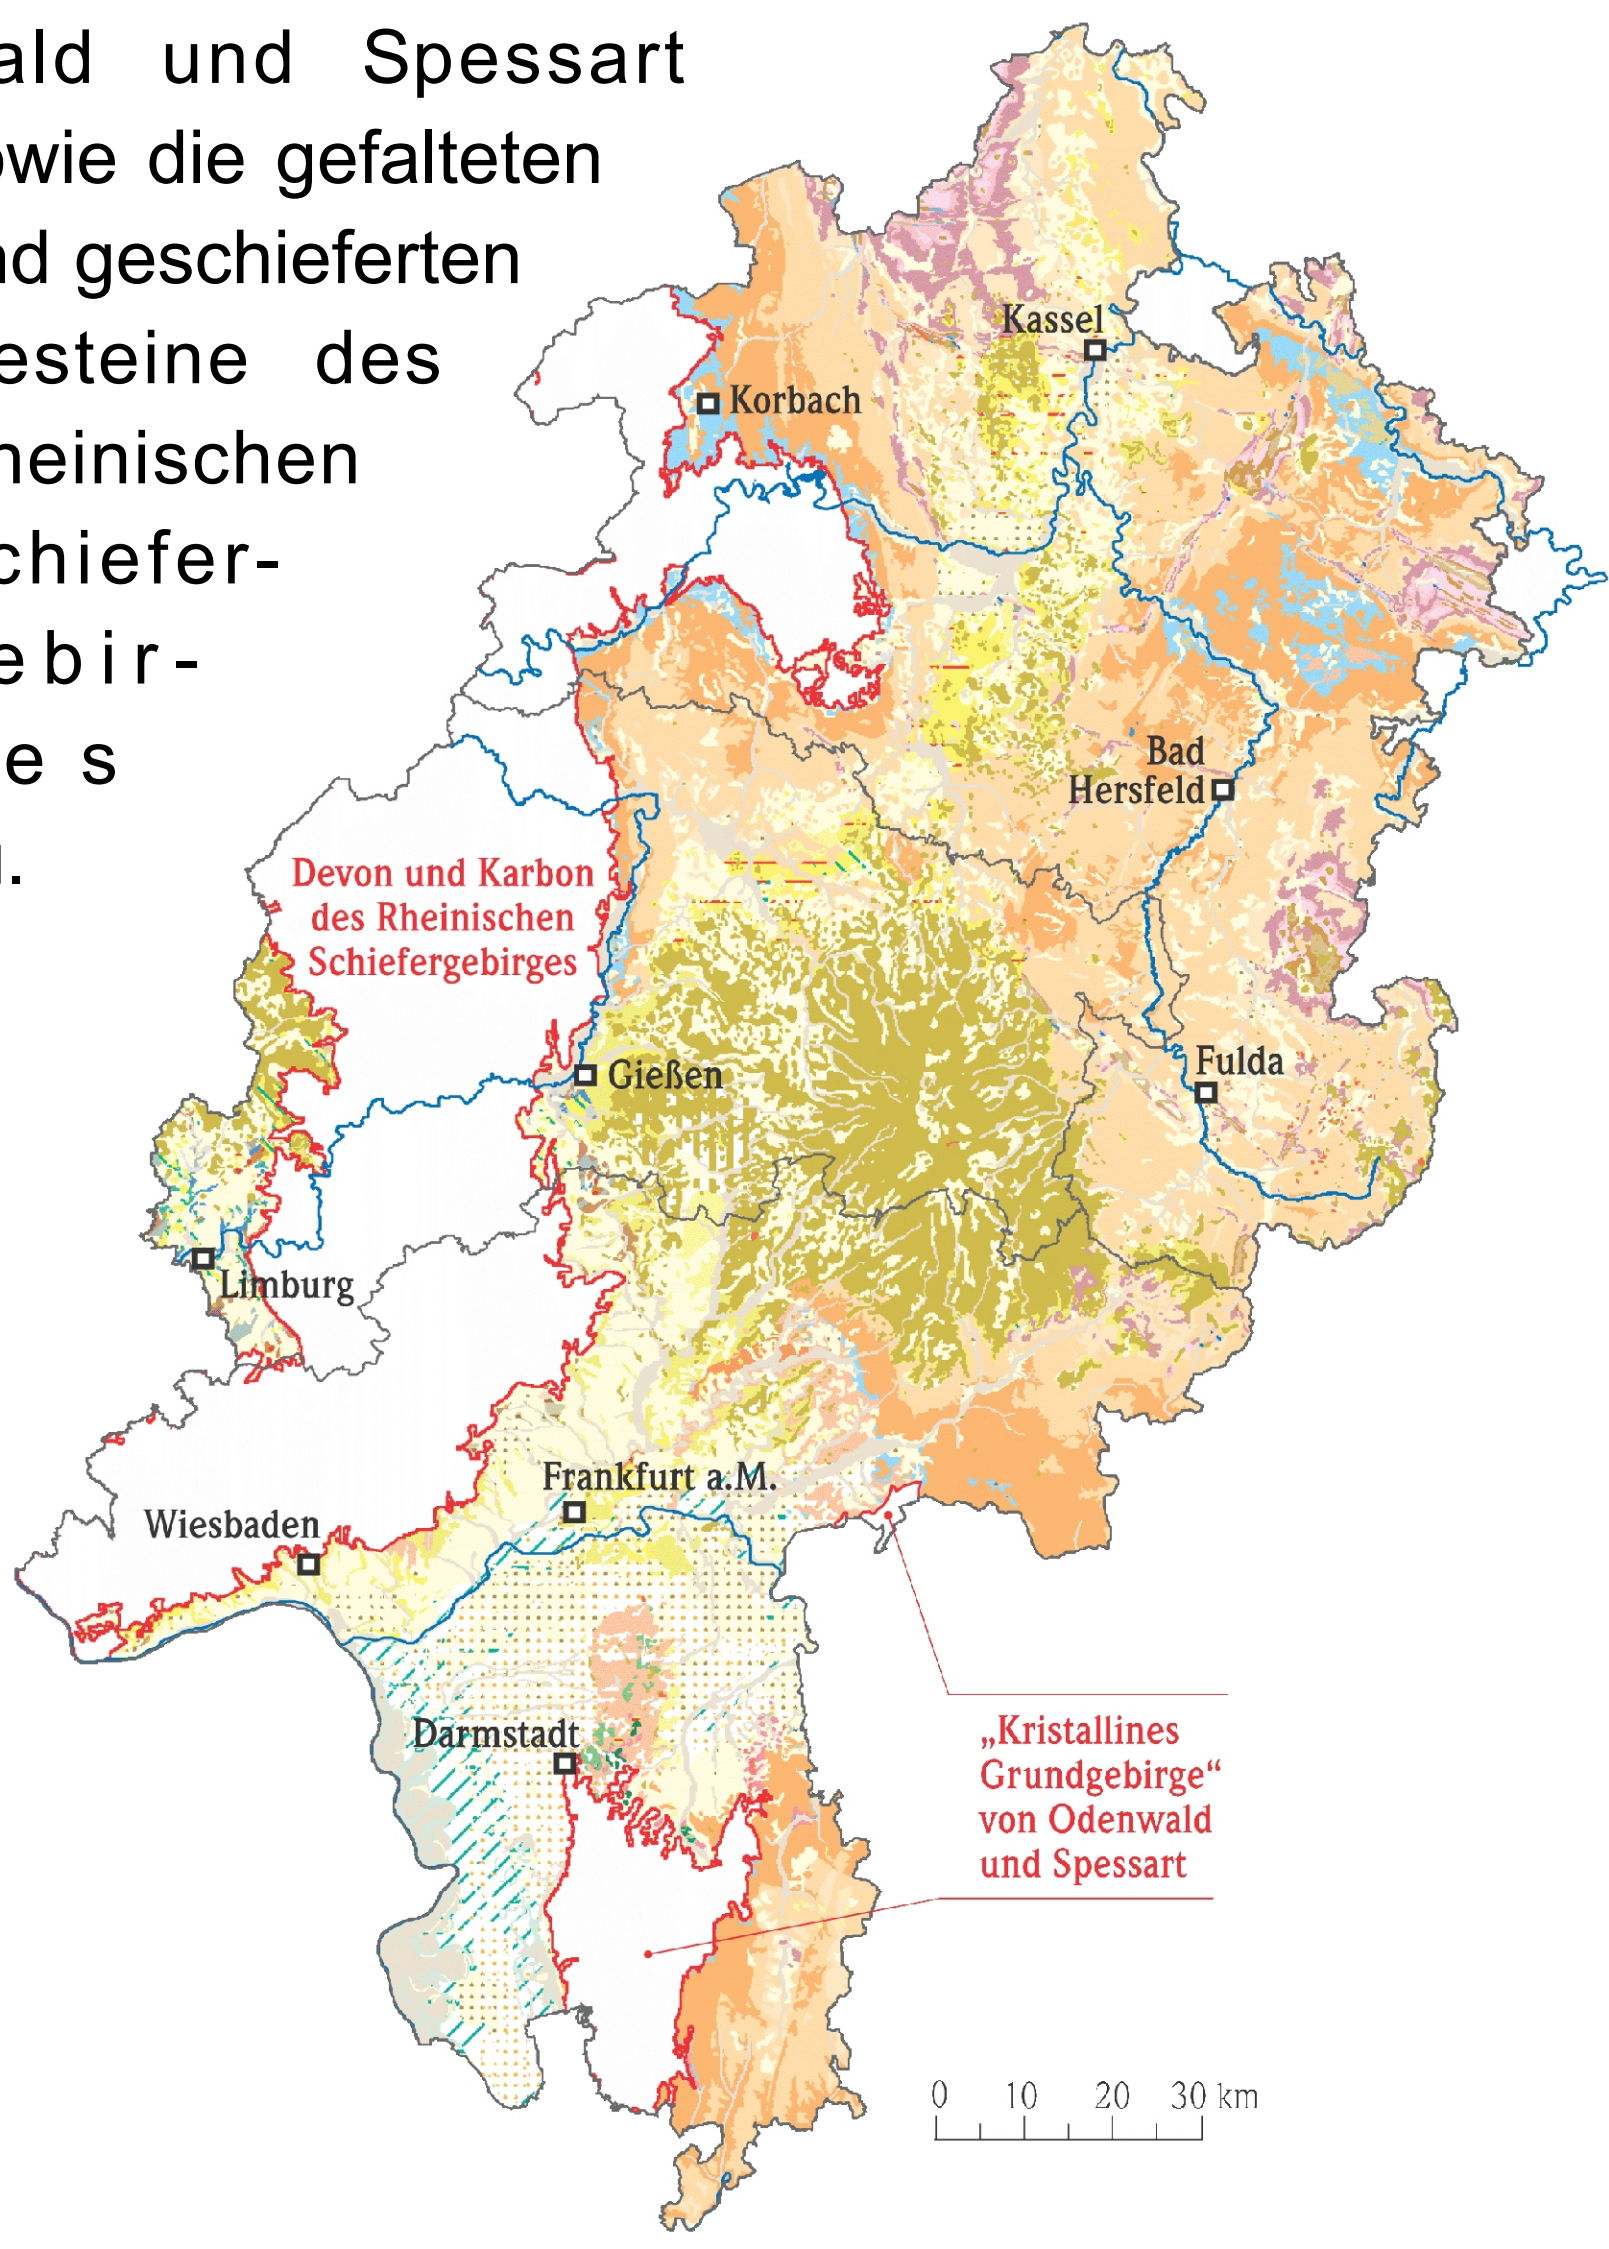 ald und Spessart
owie die gefalteten
nd geschieferten
esteine des
heinischen
chiefer-
ebir-
e s
l.
Kassel
Korbach
Bad
Hersfeld
Devon und Karbon
des Rheinischen
Schiefergebirges
Gießen
Fulda
Limburg
Frankfurt a.M.
Wiesbaden
Darmstadt
„Kristallines
Grundgebirge“
von Odenwald
und Spessart
0 10 20 30 km